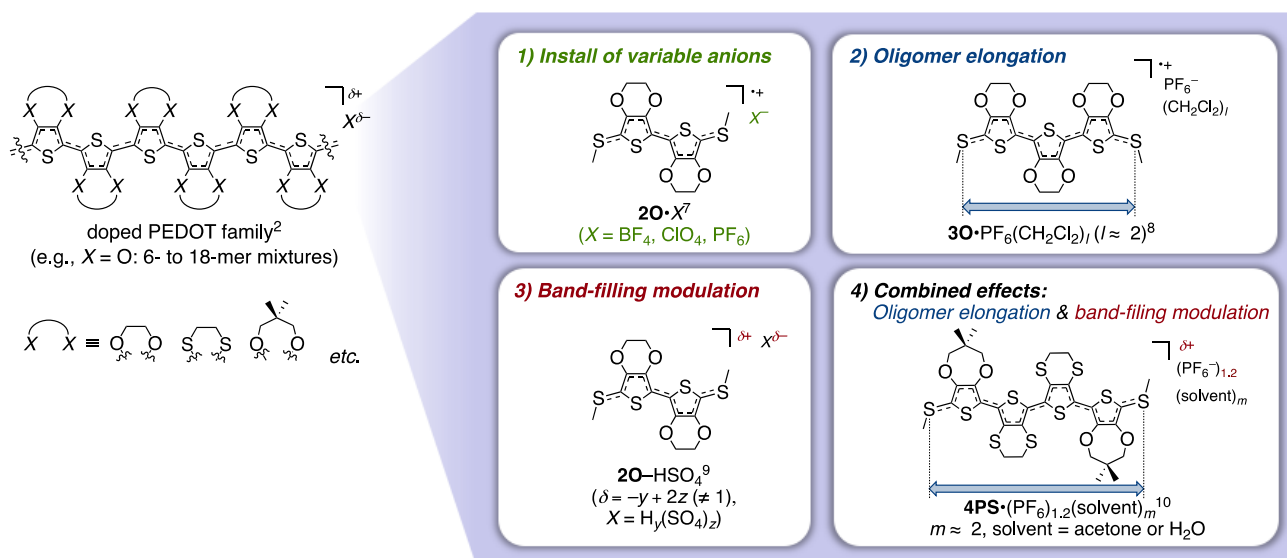 X X X X X X
S S S S S S
X X X X X X
δ+
Xδ−
doped PEDOT family2
(e.g., X = O: 6- to 18-mer mixtures)
X X ≡ O O S S O O etc.
1) Install of variable anions
O O
S S S S
O O
•+
X−
2O•X7
(X = BF4, ClO4, PF6)
2) Oligomer elongation
O O O O
S S S S S
O O
•+
PF6−
(CH2Cl2)l
3O•PF6(CH2Cl2)l (l ≈ 2)8
3) Band-filling modulation
O O
S S S S
O O
δ+ Xδ−
2O–HSO49
(δ = −y + 2z (≠ 1),
X = Hy(SO4)z)
4) Combined effects:
Oligomer elongation & band-filing modulation
O O S S
S S S S S S
S S O O
δ+
(PF6−)1.2
(solvent)m
4PS•(PF6)1.2(solvent)m10
m ≈ 2, solvent = acetone or H2O